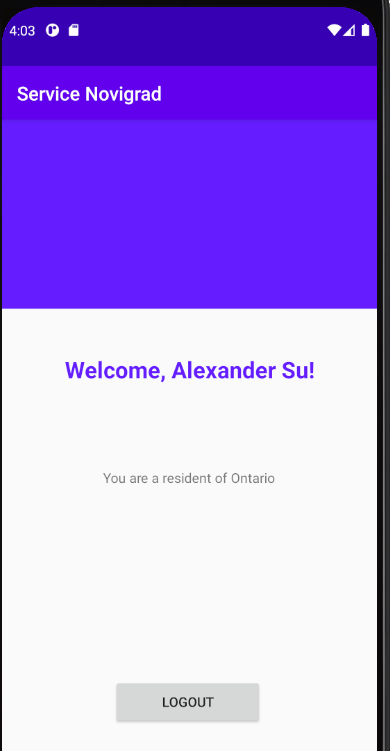 4:03
Service Novigrad
Welcome, Alexander Su!
You are a resident of Ontario
LOGOUT